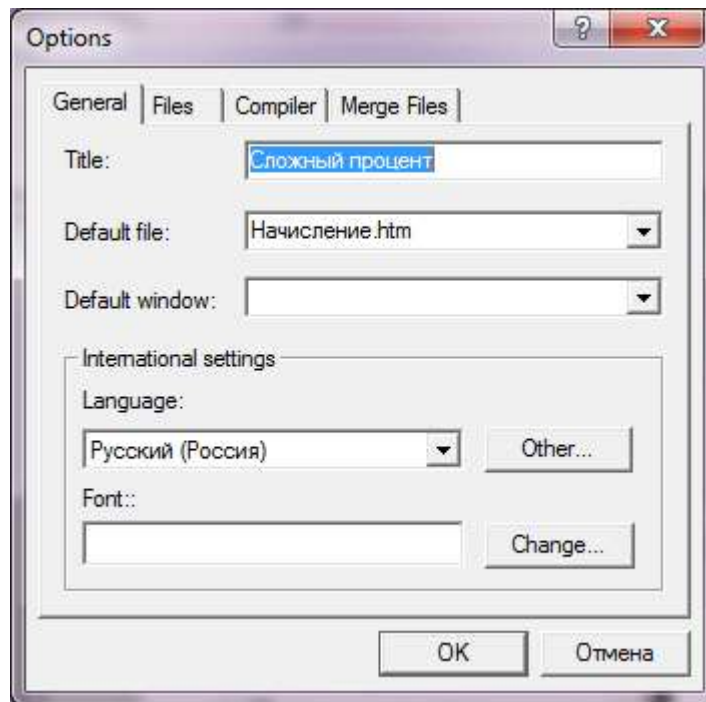 Options
General Files Compiler Merge Files
Title: Сложный процент
Default file: Начисление.htm
Default window:
International settings
Language:
Русский (Россия) Other...
Font::
Change...
OK Отмена